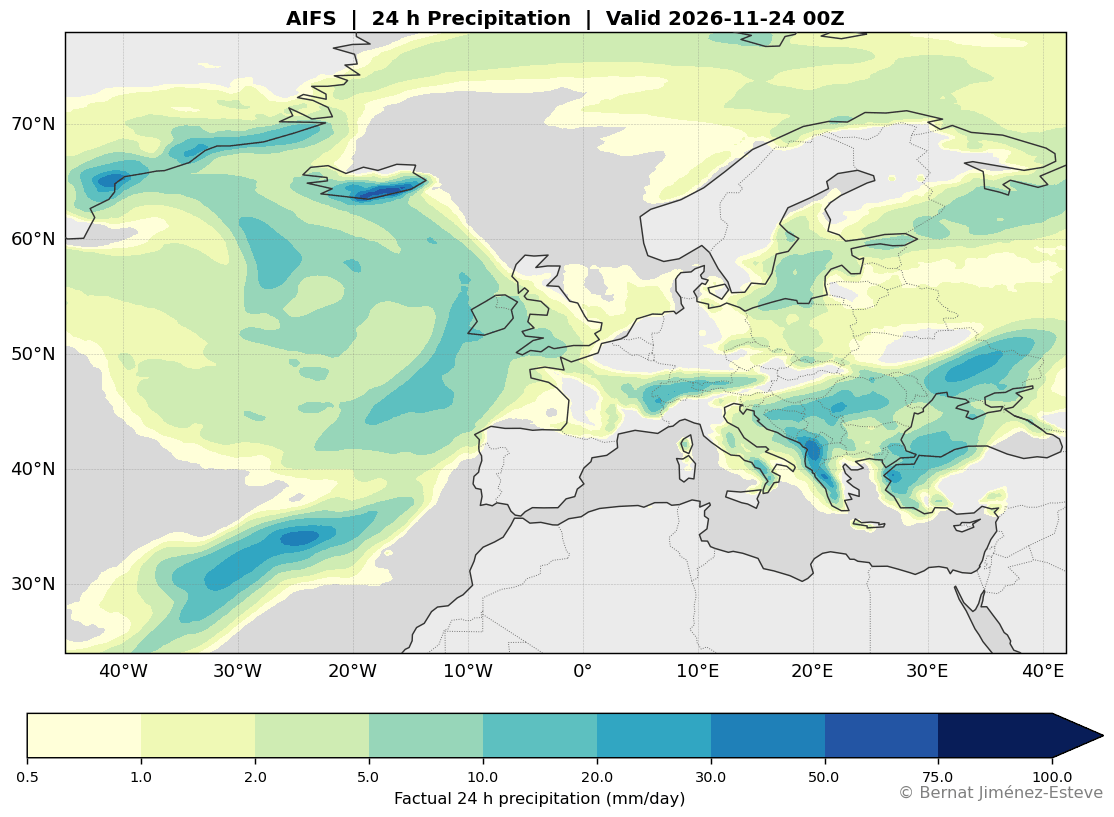 AIFS | 24 h Precipitation | Valid 2026-11-24 00Z
70°N
60°N
50°N
40°N
30°N
40°W 30°W 20°W 10°W 0° 10°E 20°E 30°E 40°E
0.5 1.0 2.0 5.0 10.0 20.0 30.0 50.0 75.0 100.0
Factual 24 h precipitation (mm/day)
© Bernat Jiménez-Esteve